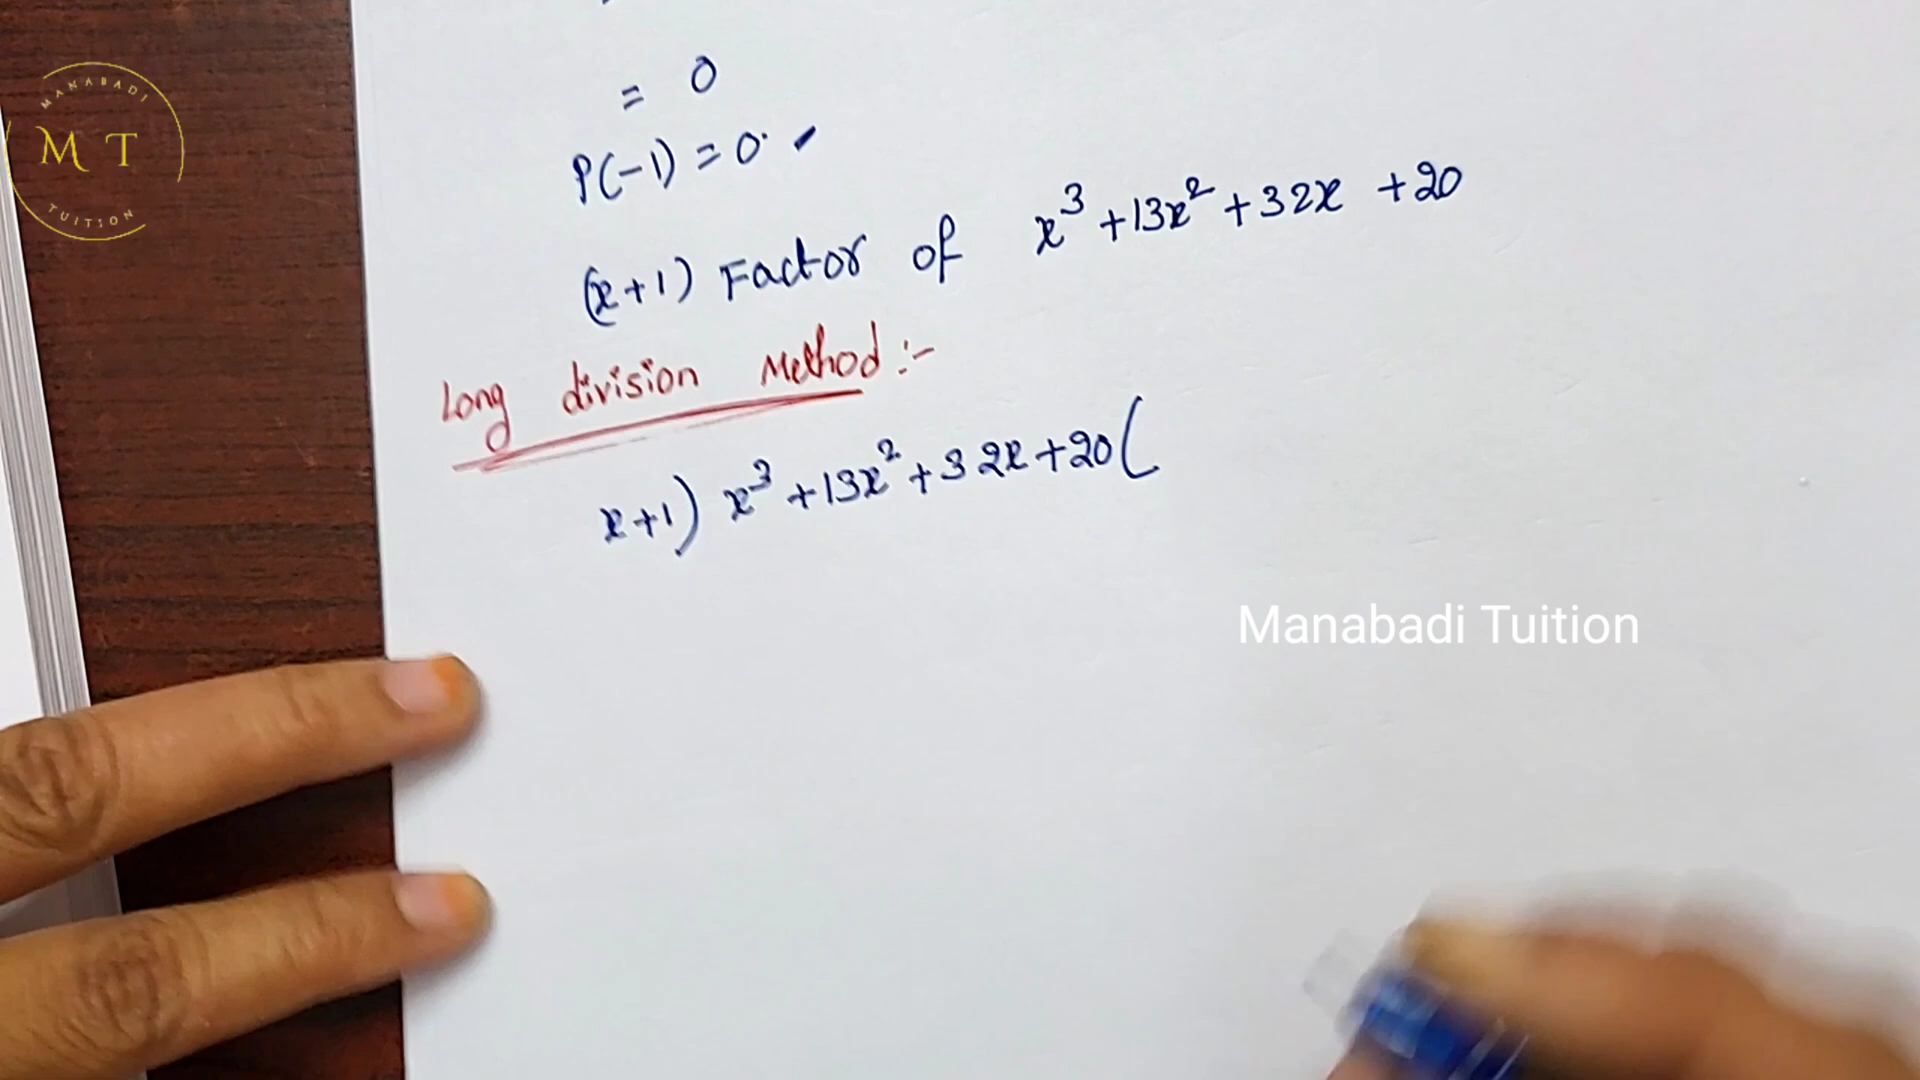 MANABADI
M T
TUITION
= 0
P(-1) = 0.
(x+1) Factor of x³ +13x² +32x +20
Long division Method :-
x+1) x³ +13x² +32x+20(
Manabadi Tuition